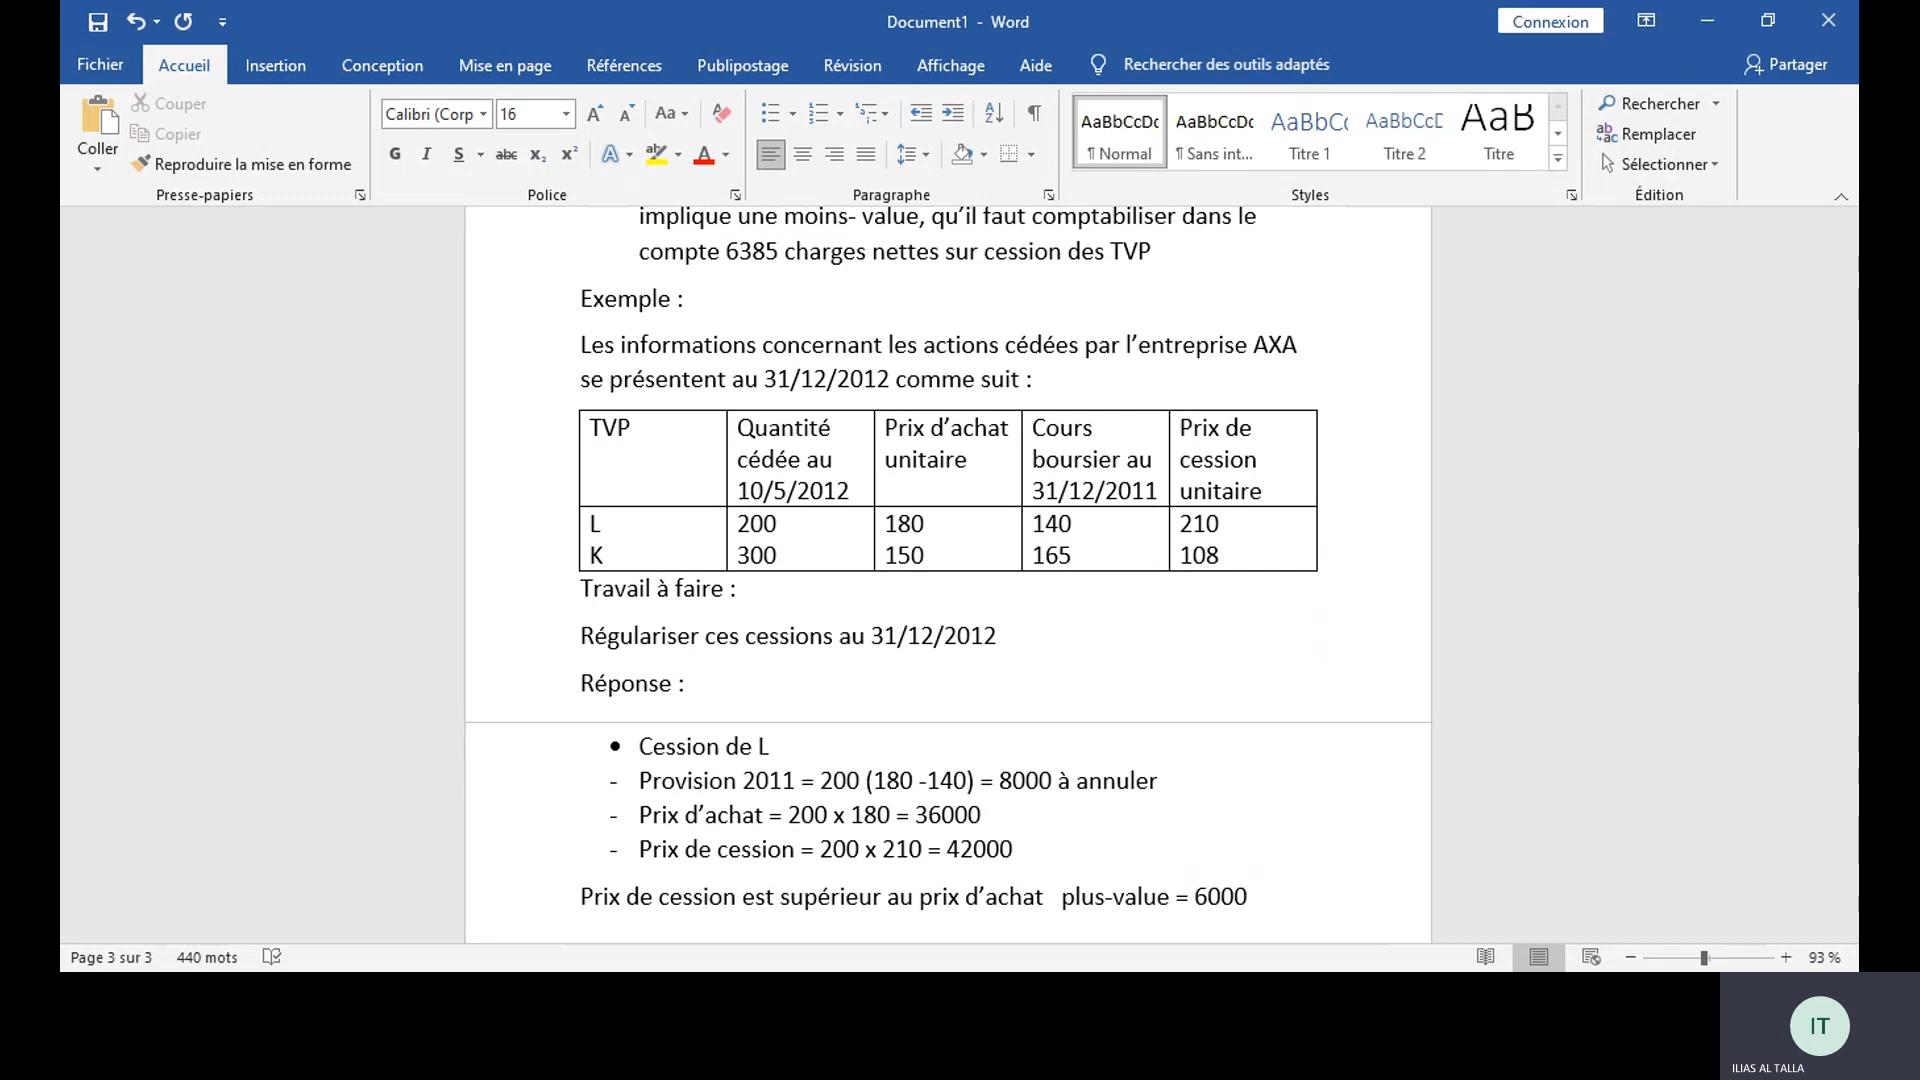 Document1 - Word
Connexion
Fichier Accueil Insertion Conception Mise en page Références Publipostage Révision Affichage Aide Rechercher des outils adaptés Partager
Coller
Couper
Copier
Reproduire la mise en forme
Presse-papiers
Calibri (Corp 16
Aa
G I S abc x₂ x² A A
Police
Paragraphe
AaBbCcDc AaBbCcDc AaBbCc AaBbCcD AaB
¶ Normal ¶ Sans int... Titre 1 Titre 2 Titre
Styles
Rechercher
Remplacer
Sélectionner
Édition
implique une moins- value, qu’il faut comptabiliser dans le
compte 6385 charges nettes sur cession des TVP
Exemple :
Les informations concernant les actions cédées par l’entreprise AXA
se présentent au 31/12/2012 comme suit :
TVP Quantité cédée au 10/5/2012 Prix d’achat unitaire Cours boursier au 31/12/2011 Prix de cession unitaire
L 200 180 140 210
K 300 150 165 108
Travail à faire :
Régulariser ces cessions au 31/12/2012
Réponse :
• Cession de L
- Provision 2011 = 200 (180 -140) = 8000 à annuler
- Prix d’achat = 200 x 180 = 36000
- Prix de cession = 200 x 210 = 42000
Prix de cession est supérieur au prix d’achat plus-value = 6000
Page 3 sur 3 440 mots 93 %
IT
ILIAS AL TALLA